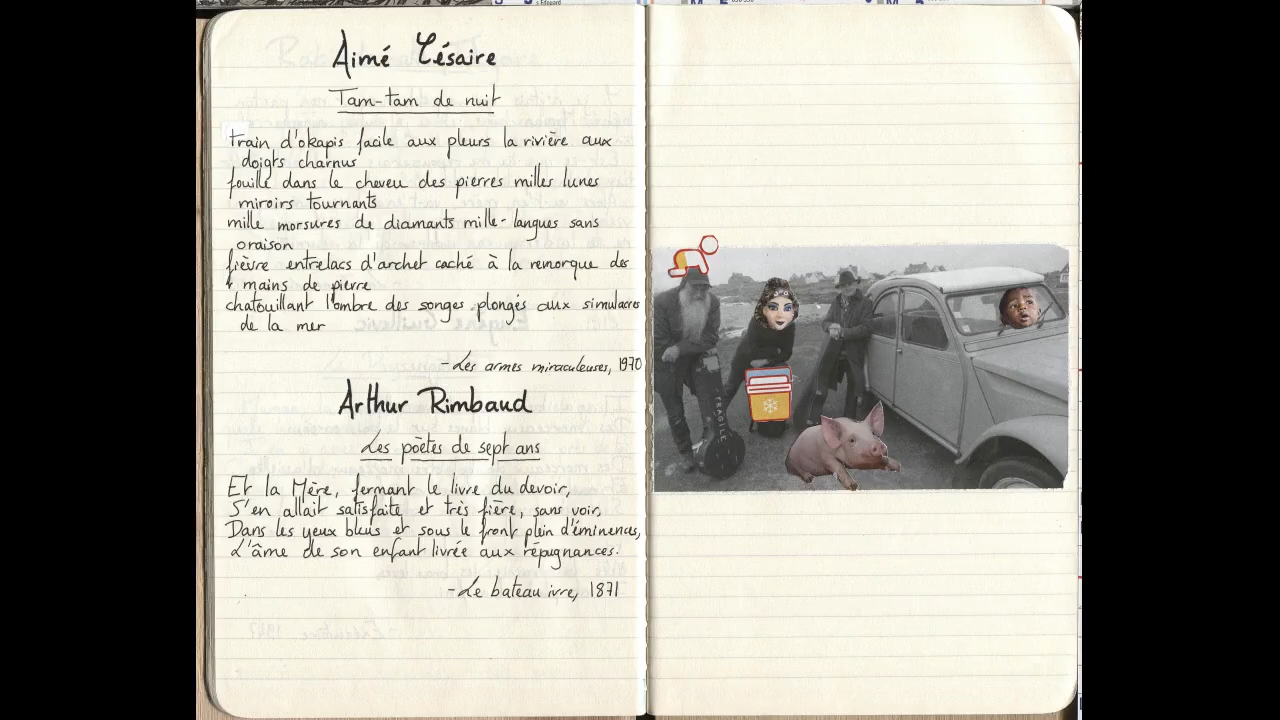 s Edouard
Aimé Césaire
Tam-tam de nuit
train d'okapis facile aux pleurs la rivière aux
doigts charnus
fouille dans le cheveu des pierres milles lunes
miroirs tournants
mille morsures de diamants mille-langues sans
oraison
fièvre entrelacs d'archet caché à la remorque des
mains de pierre
chatouillant l'ombre des songes plongés aux simulacres
de la mer
-Les armes miraculeuses, 1970
Arthur Rimbaud
Les poètes de sept ans
Et la Mère, fermant le livre du devoir,
S'en allait satisfaite et très fière, sans voir,
Dans les yeux bleus et sous le front plein d'éminences,
L'âme de son enfant livrée aux répugnances.
-Le bateau ivre, 1871
FRAGILE